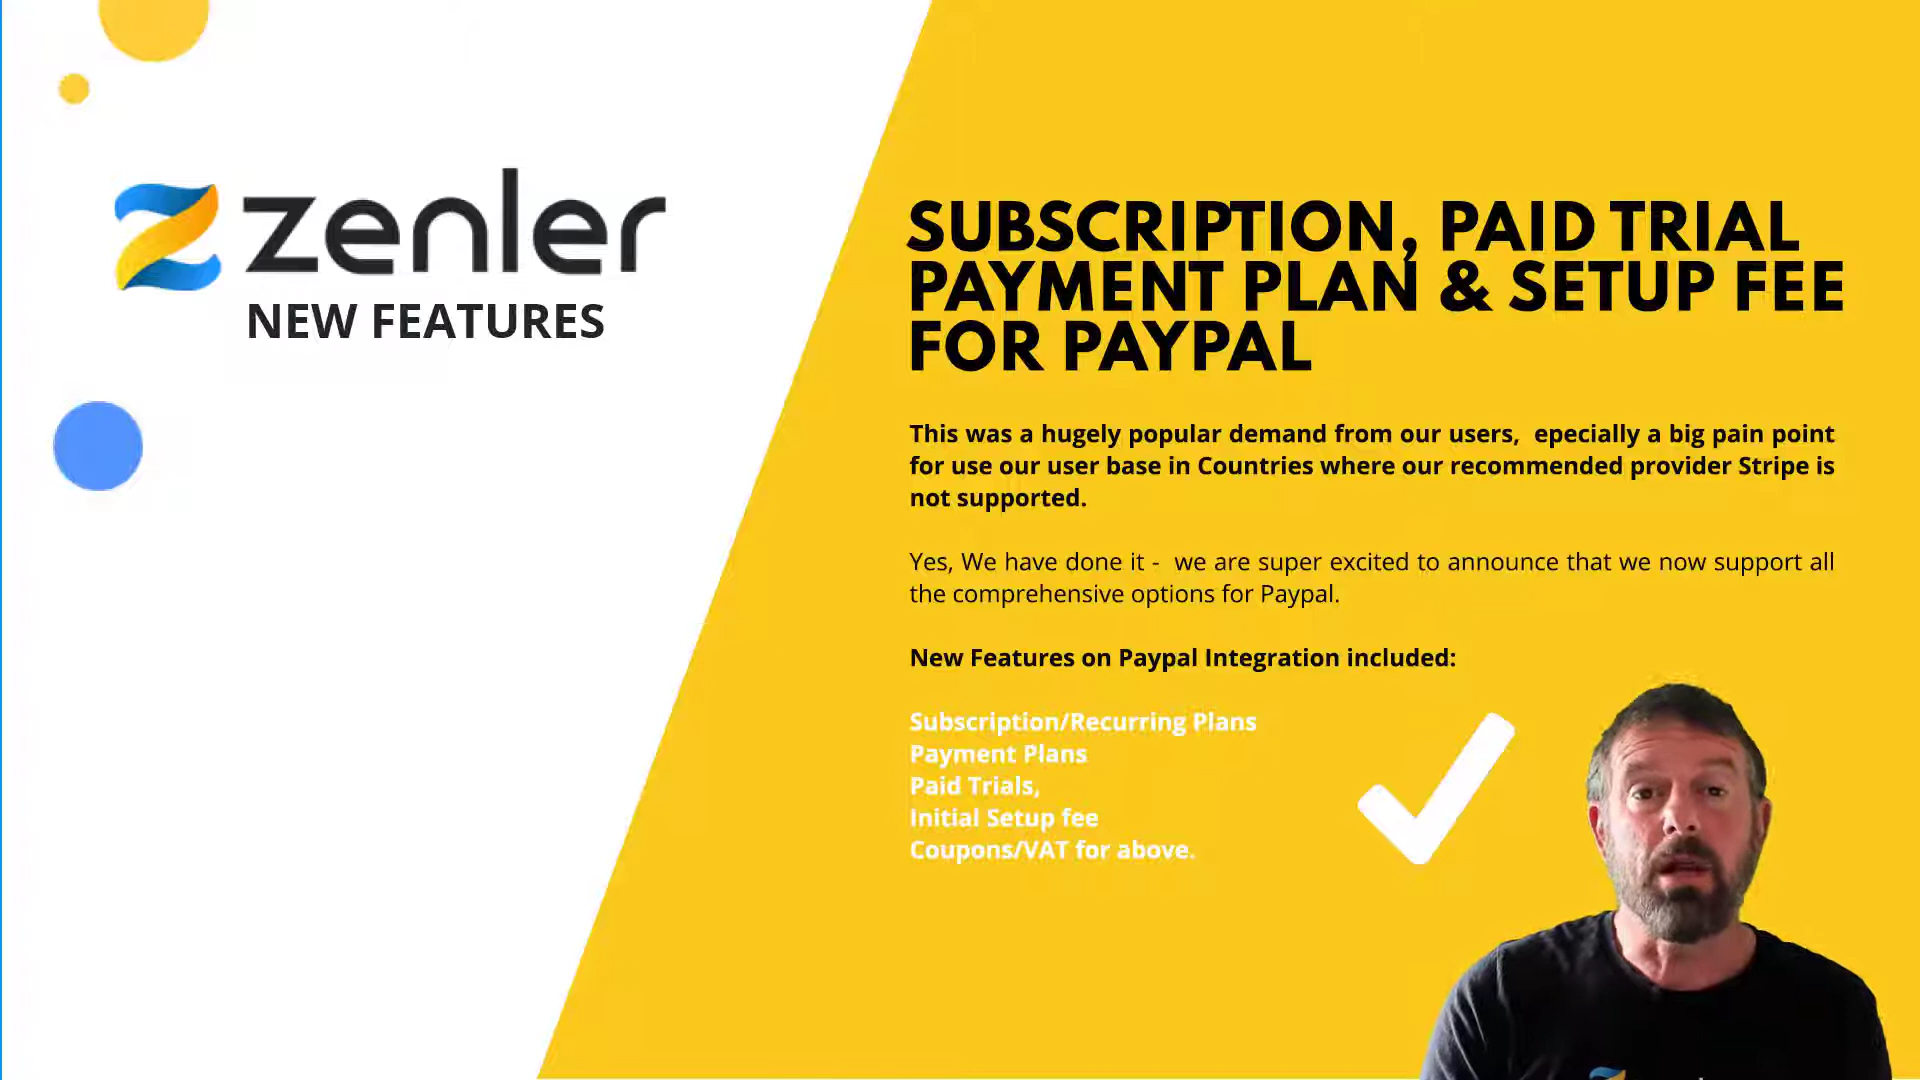 zenler
NEW FEATURES
SUBSCRIPTION, PAID TRIAL
PAYMENT PLAN & SETUP FEE
FOR PAYPAL
This was a hugely popular demand from our users, epecially a big pain point
for use our user base in Countries where our recommended provider Stripe is
not supported.
Yes, We have done it - we are super excited to announce that we now support all
the comprehensive options for Paypal.
New Features on Paypal Integration included:
Subscription/Recurring Plans
Payment Plans
Paid Trials,
Initial Setup fee
Coupons/VAT for above.